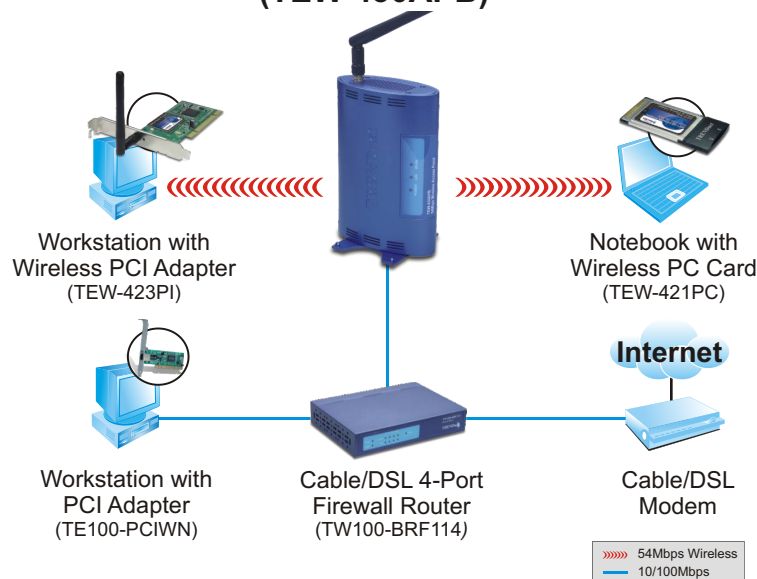 Workstation with
Wireless PCI Adapter
(TEW-423PI)
Notebook with
Wireless PC Card
(TEW-421PC)
Internet
Workstation with
PCI Adapter
(TE100-PCIWN)
Cable/DSL 4-Port
Firewall Router
(TW100-BRF114)
Cable/DSL
Modem
54Mbps Wireless
10/100Mbps